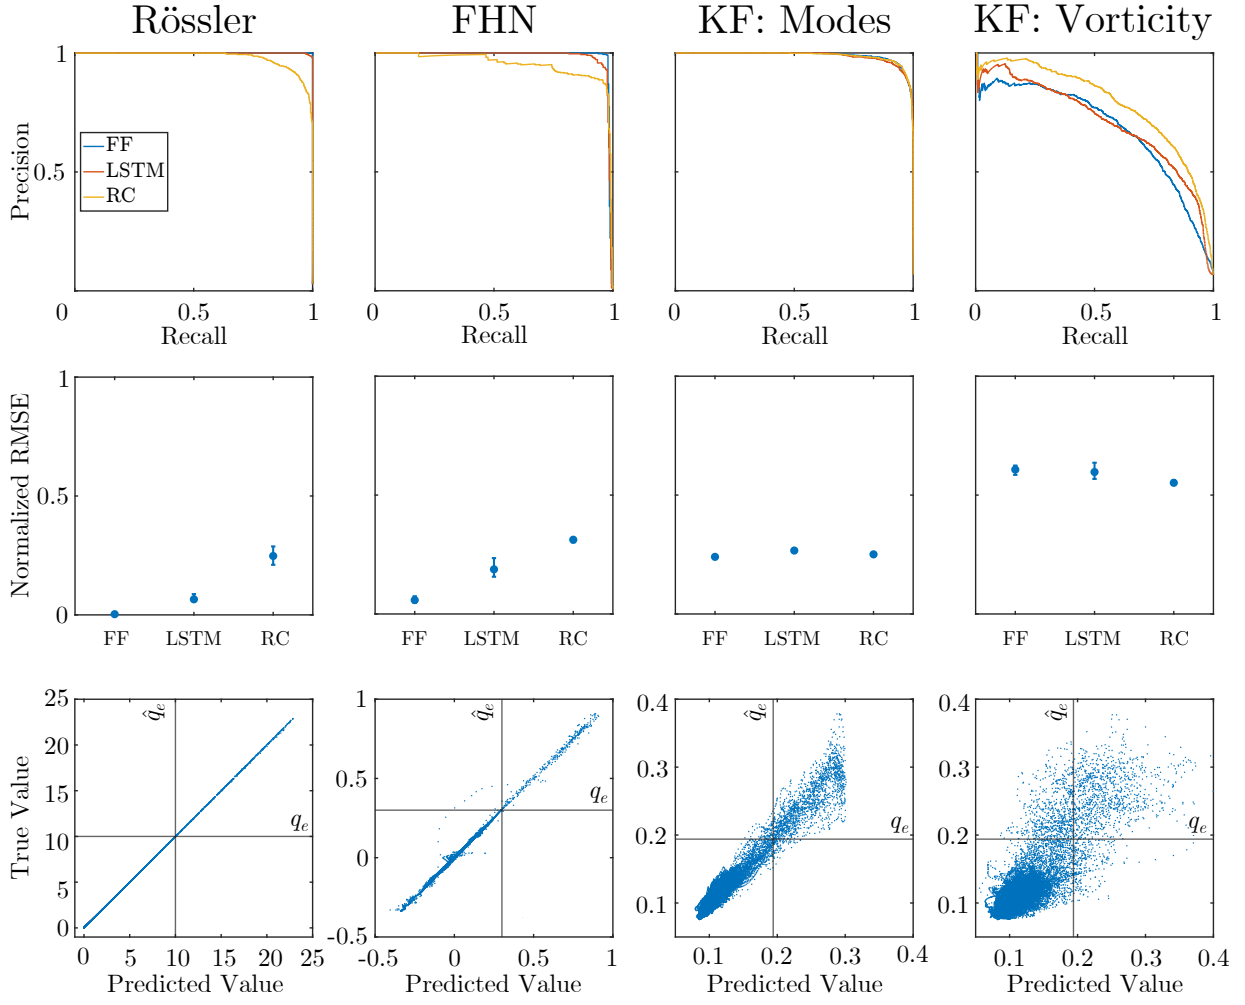 Rössler FHN KF: Modes KF: Vorticity
Precision
1
0.5
FF
LSTM
RC
0 0.5 1 0 0.5 1 0 0.5 1 0 0.5 1
Recall Recall Recall Recall
Normalized RMSE
1
0.5
0
FF LSTM RC FF LSTM RC FF LSTM RC FF LSTM RC
True Value
25
20
15
10
5
0
q̂e
qe
0 5 10 15 20 25
Predicted Value
1
0.5
0
-0.5
q̂e
qe
-0.5 0 0.5 1
Predicted Value
0.4
0.3
0.2
0.1
q̂e
qe
0.1 0.2 0.3 0.4
Predicted Value
0.4
0.3
0.2
0.1
q̂e
qe
0.1 0.2 0.3 0.4
Predicted Value